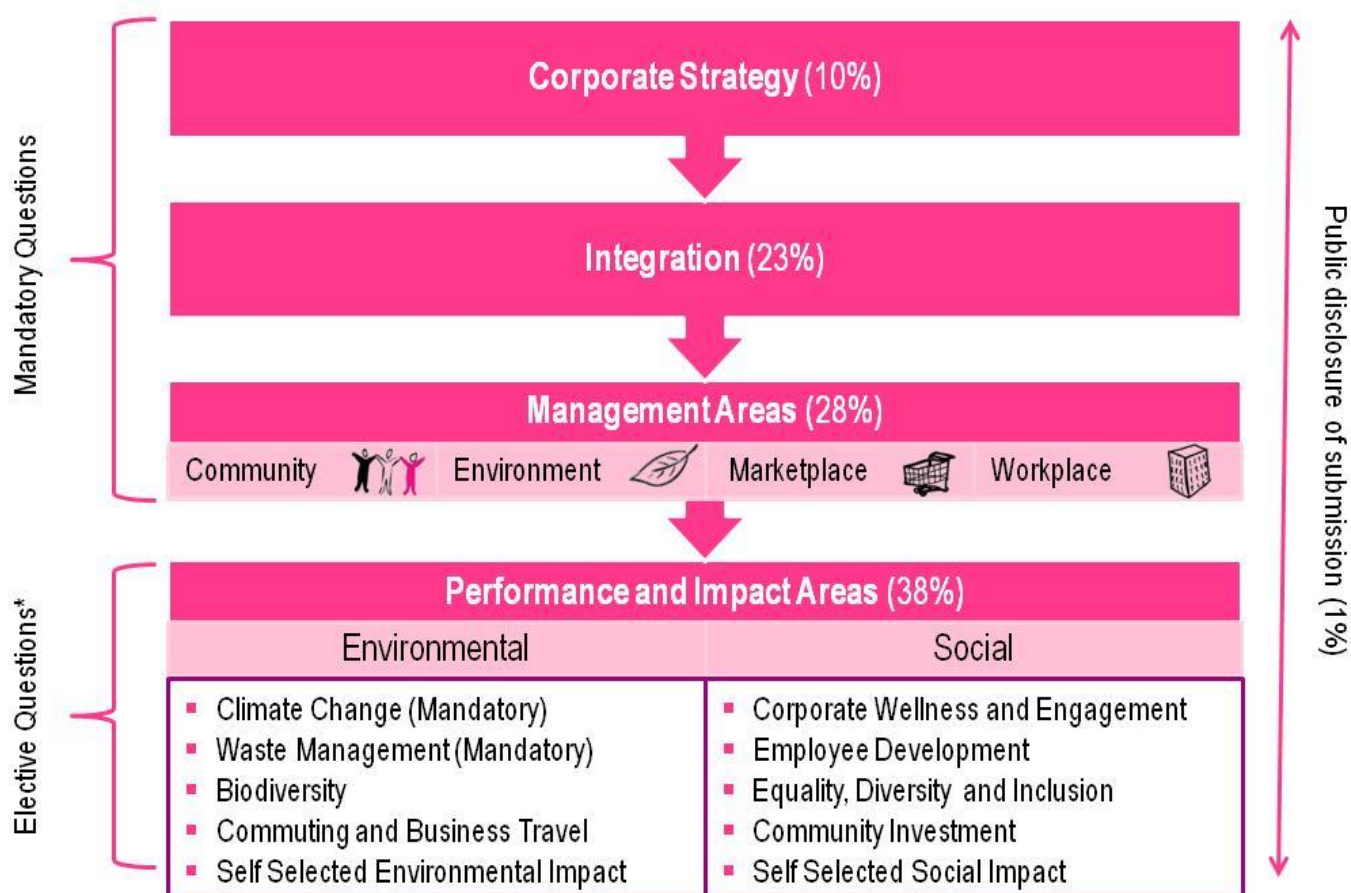 Mandatory Questions
Corporate Strategy (10%)
Integration (23%)
Management Areas (28%)
Community
Environment
Marketplace
Workplace
Elective Questions*
Performance and Impact Areas (38%)
Environmental
Social
Climate Change (Mandatory)
Waste Management (Mandatory)
Biodiversity
Commuting and Business Travel
Self Selected Environmental Impact
Corporate Wellness and Engagement
Employee Development
Equality, Diversity and Inclusion
Community Investment
Self Selected Social Impact
Public disclosure of submission (1%)